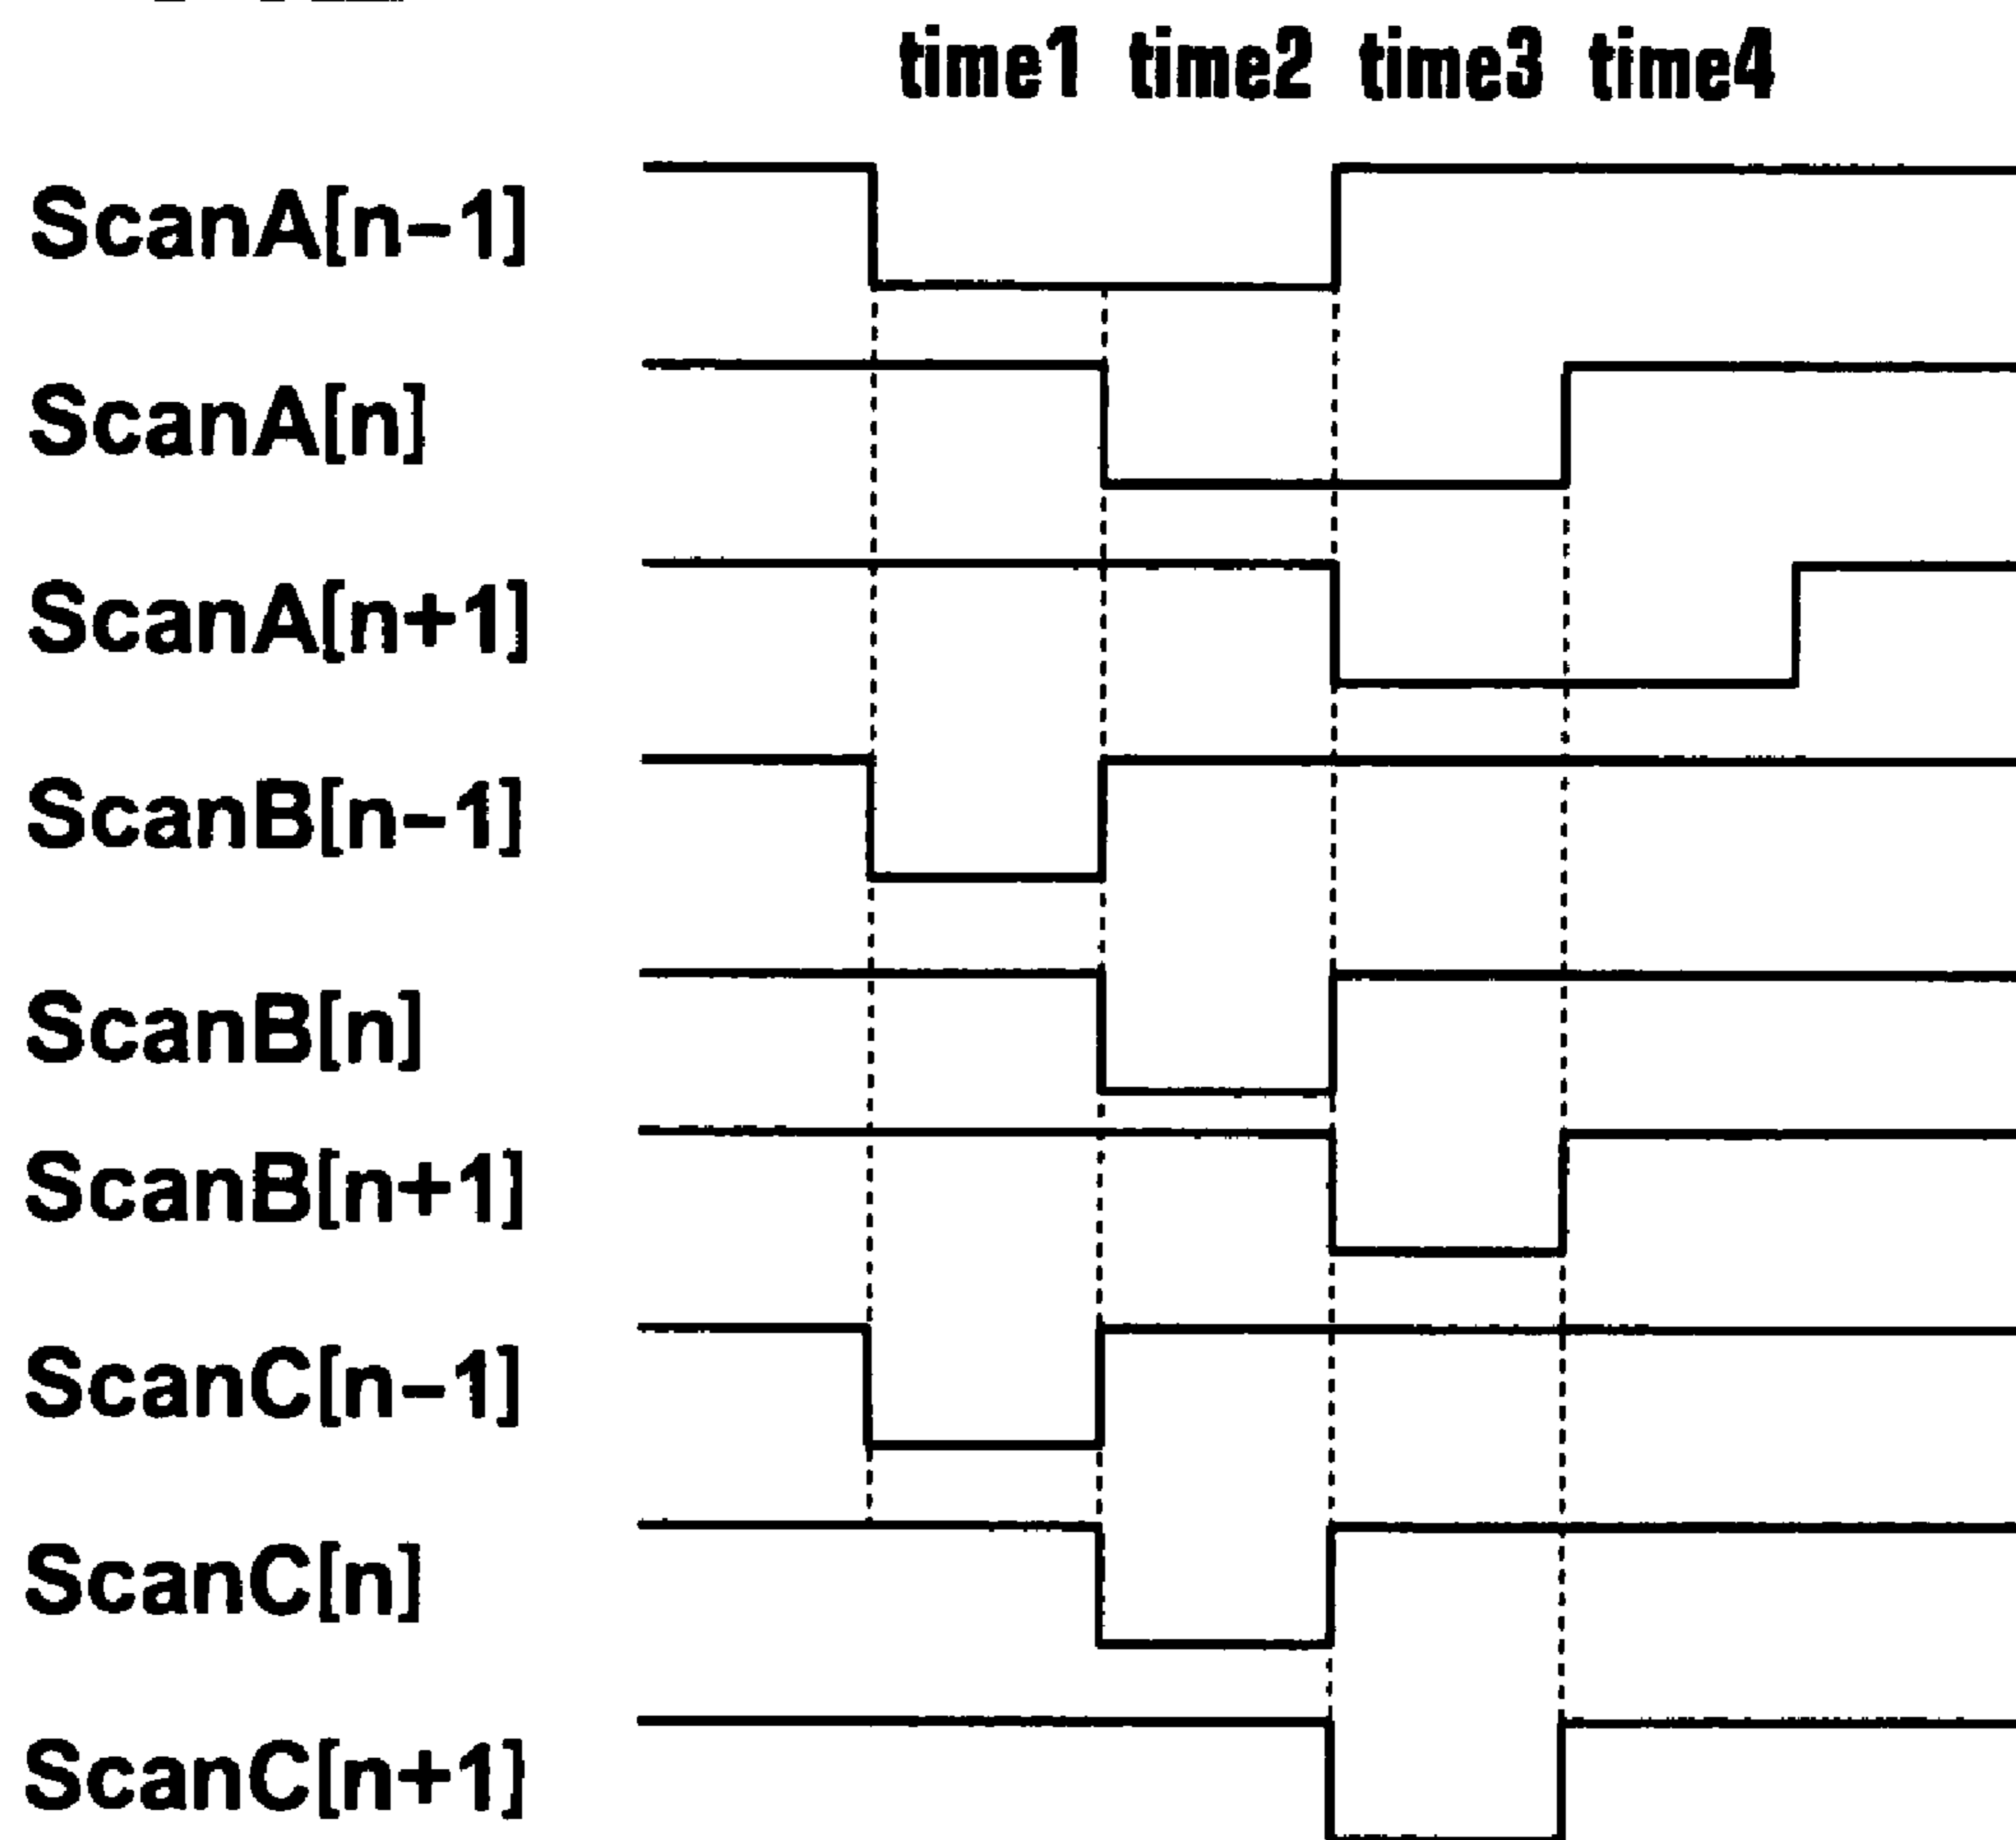 time1 time2 time3 time4
ScanA[n-1]
ScanA[n]
ScanA[n+1]
ScanB[n-1]
ScanB[n]
ScanB[n+1]
ScanC[n-1]
ScanC[n]
ScanC[n+1]